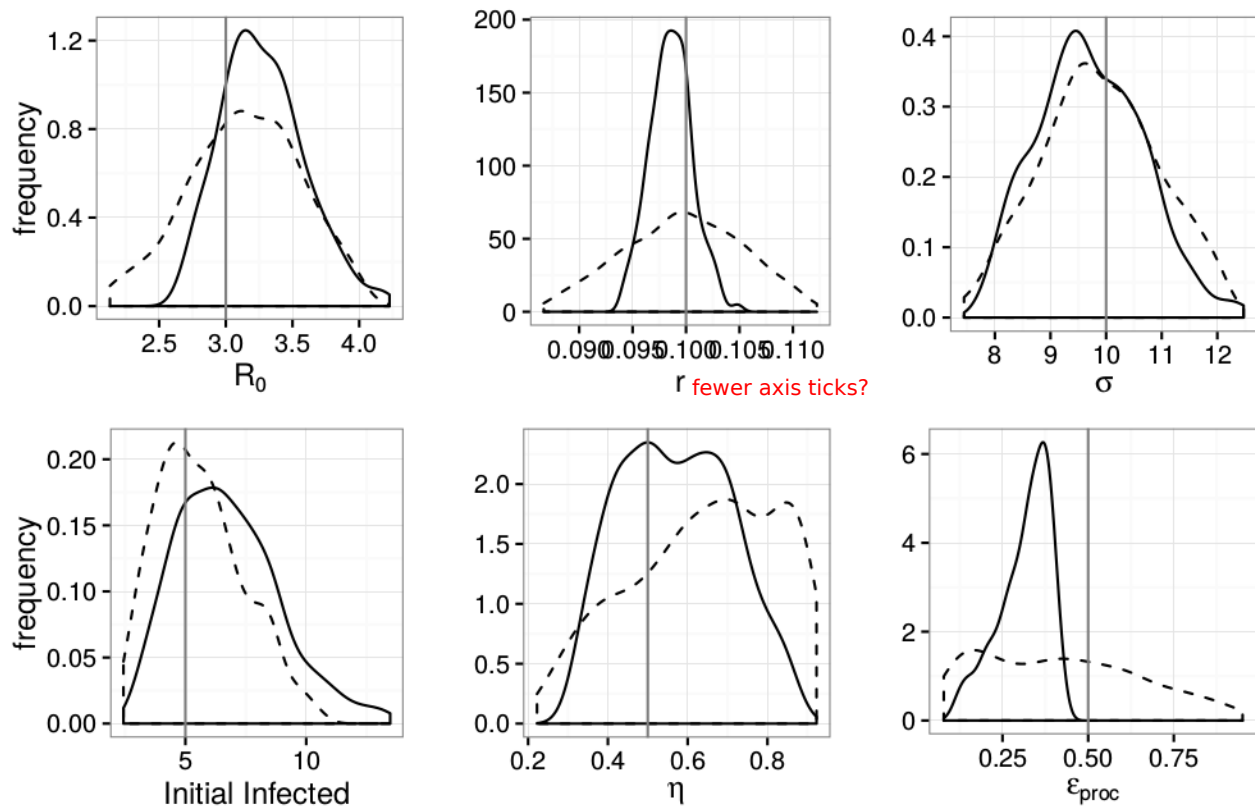 frequency
1.2
0.8
0.4
0.0
2.5 3.0 3.5 4.0
R0
200
150
100
50
0
0.090 0.095 0.100 0.105 0.110
r fewer axis ticks?
0.4
0.3
0.2
0.1
0.0
8 9 10 11 12
σ
frequency
0.20
0.15
0.10
0.05
0.00
5 10
Initial Infected
2.0
1.5
1.0
0.5
0.0
0.2 0.4 0.6 0.8
η
6
4
2
0
0.25 0.50 0.75
εproc